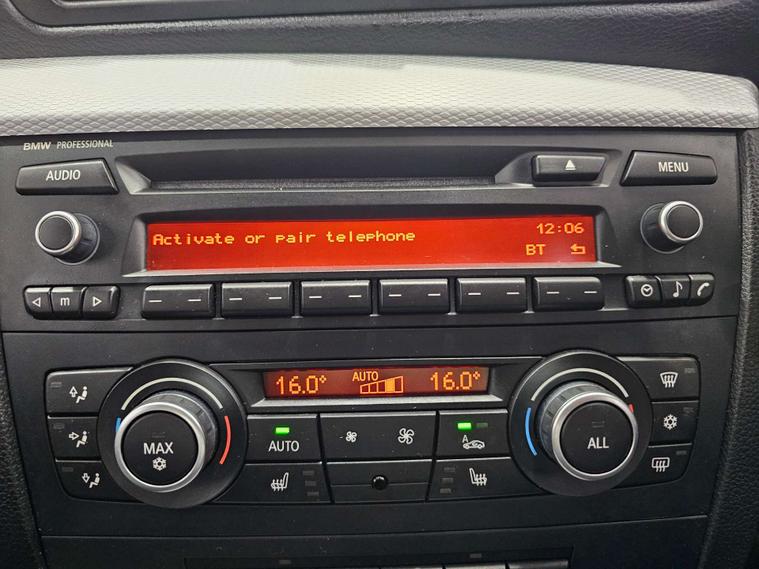 BMW PROFESSIONAL
AUDIO
MENU
12:06
Activate or pair telephone
BT
m
16.0°
AUTO
16.0°
MAX
AUTO
A
ALL